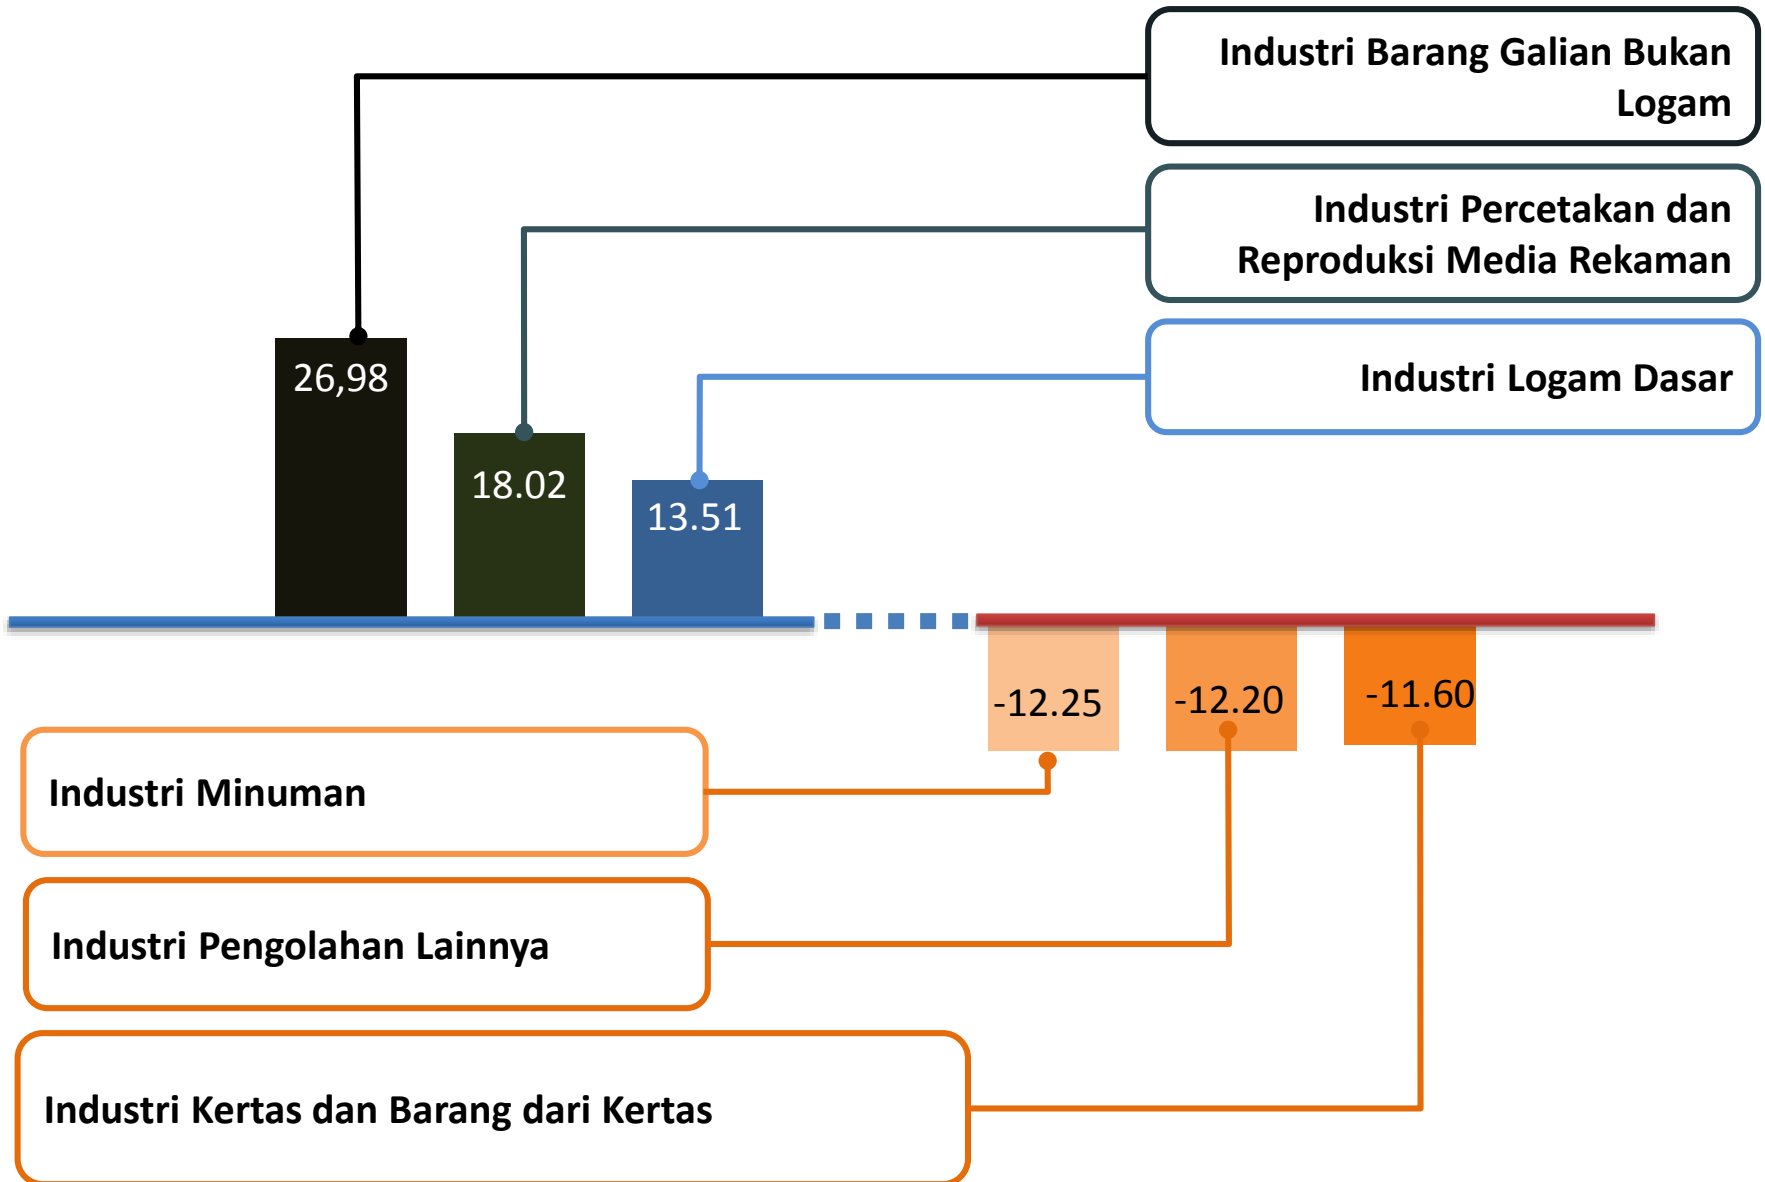 Industri Barang Galian Bukan
Logam
Industri Percetakan dan
Reproduksi Media Rekaman
Industri Logam Dasar
26,98
18.02
13.51
-12.25
-12.20
-11.60
Industri Minuman
Industri Pengolahan Lainnya
Industri Kertas dan Barang dari Kertas